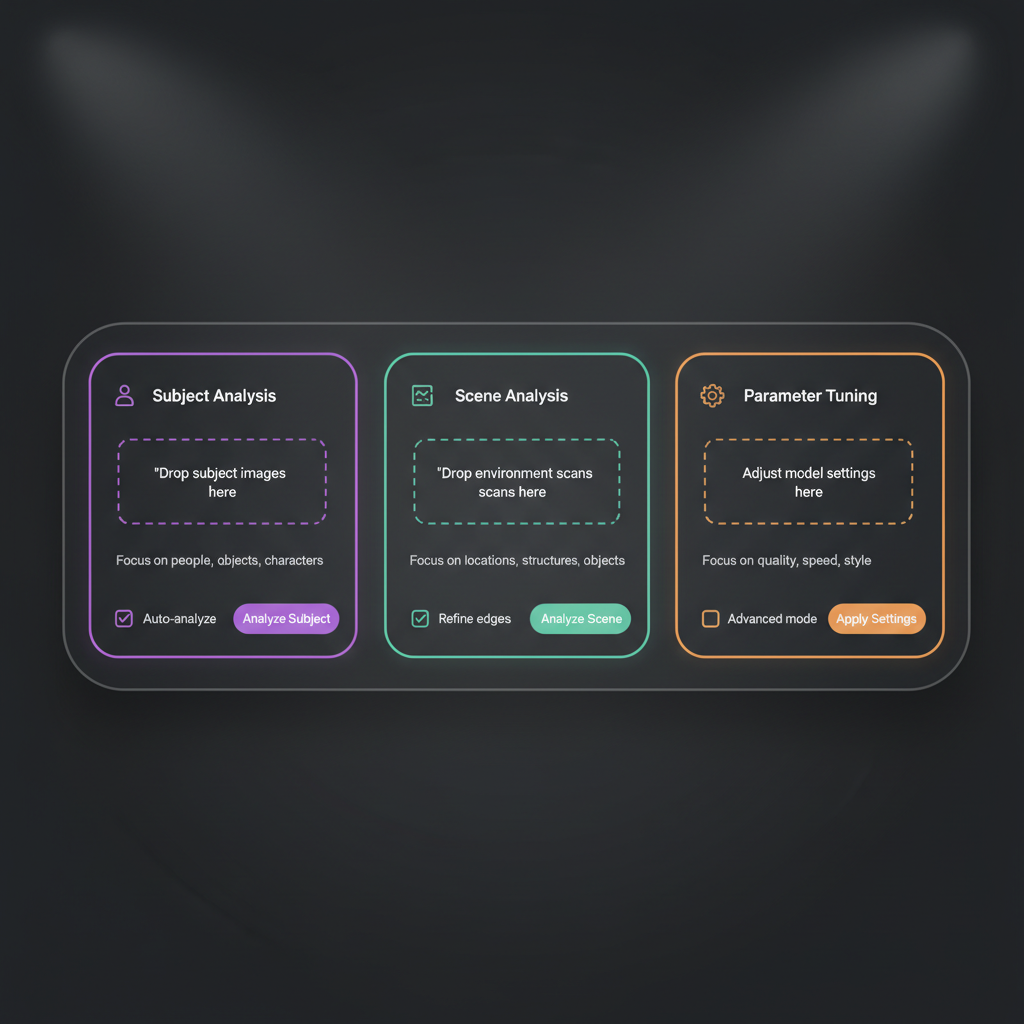 Subject Analysis
"Drop subject images
here
Focus on people, objects, characters
Auto-analyze
Analyze Subject
Scene Analysis
"Drop environment scans
scans here
Focus on locations, structures, objects
Refine edges
Analyze Scene
Parameter Tuning
Adjust model settings
here
Focus on quality, speed, style
Advanced mode
Apply Settings